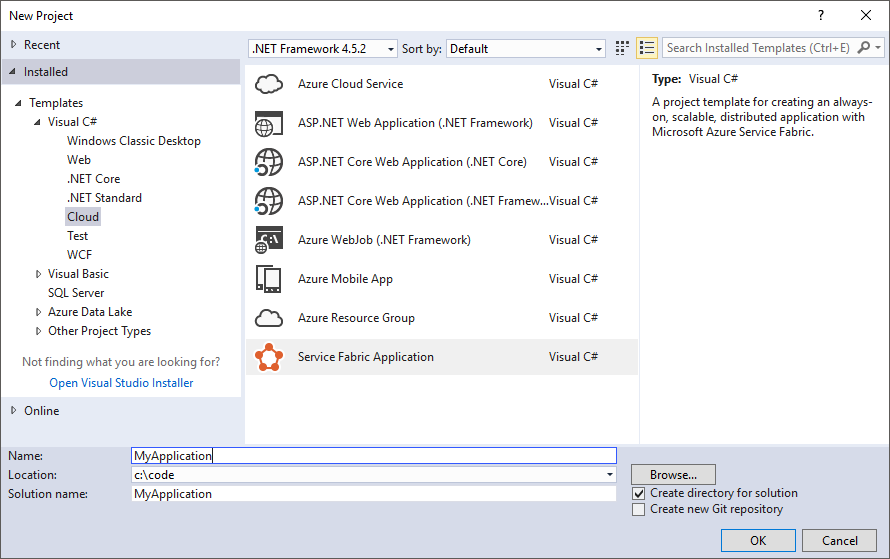 New Project
?
Recent
.NET Framework 4.5.2 Sort by: Default Search Installed Templates (Ctrl+E)
Installed
Templates
Visual C#
Windows Classic Desktop
Web
.NET Core
.NET Standard
Cloud
Test
WCF
Visual Basic
SQL Server
Azure Data Lake
Other Project Types
Not finding what you are looking for?
Open Visual Studio Installer
Online
Azure Cloud Service Visual C#
ASP.NET Web Application (.NET Framework) Visual C#
ASP.NET Core Web Application (.NET Core) Visual C#
ASP.NET Core Web Application (.NET Framew... Visual C#
Azure WebJob (.NET Framework) Visual C#
Azure Mobile App Visual C#
Azure Resource Group Visual C#
Service Fabric Application Visual C#
Type: Visual C#
A project template for creating an always-
on, scalable, distributed application with
Microsoft Azure Service Fabric.
Name: MyApplication
Location: c:\code
Browse...
Solution name: MyApplication
Create directory for solution
Create new Git repository
OK Cancel